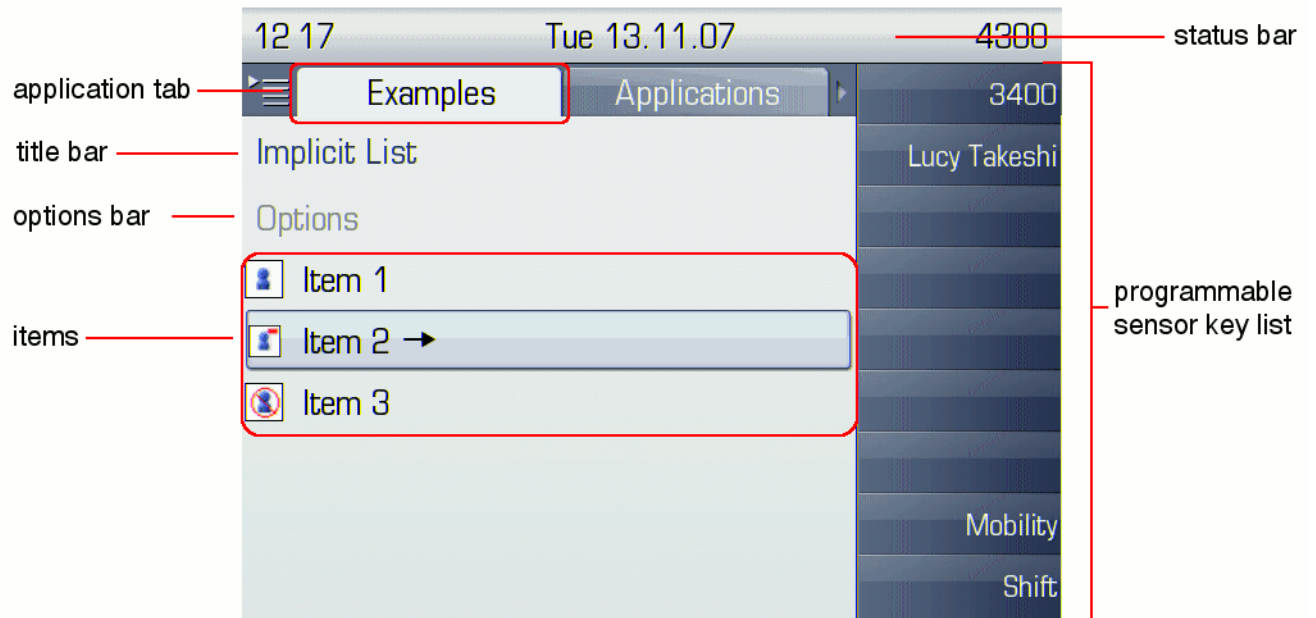 12 17 Tue 13.11.07 4300 status bar
application tab Examples Applications 3400
title bar Implicit List Lucy Takeshi
options bar Options
Item 1
programmable
sensor key list
items Item 2 →
Item 3
Mobility
Shift